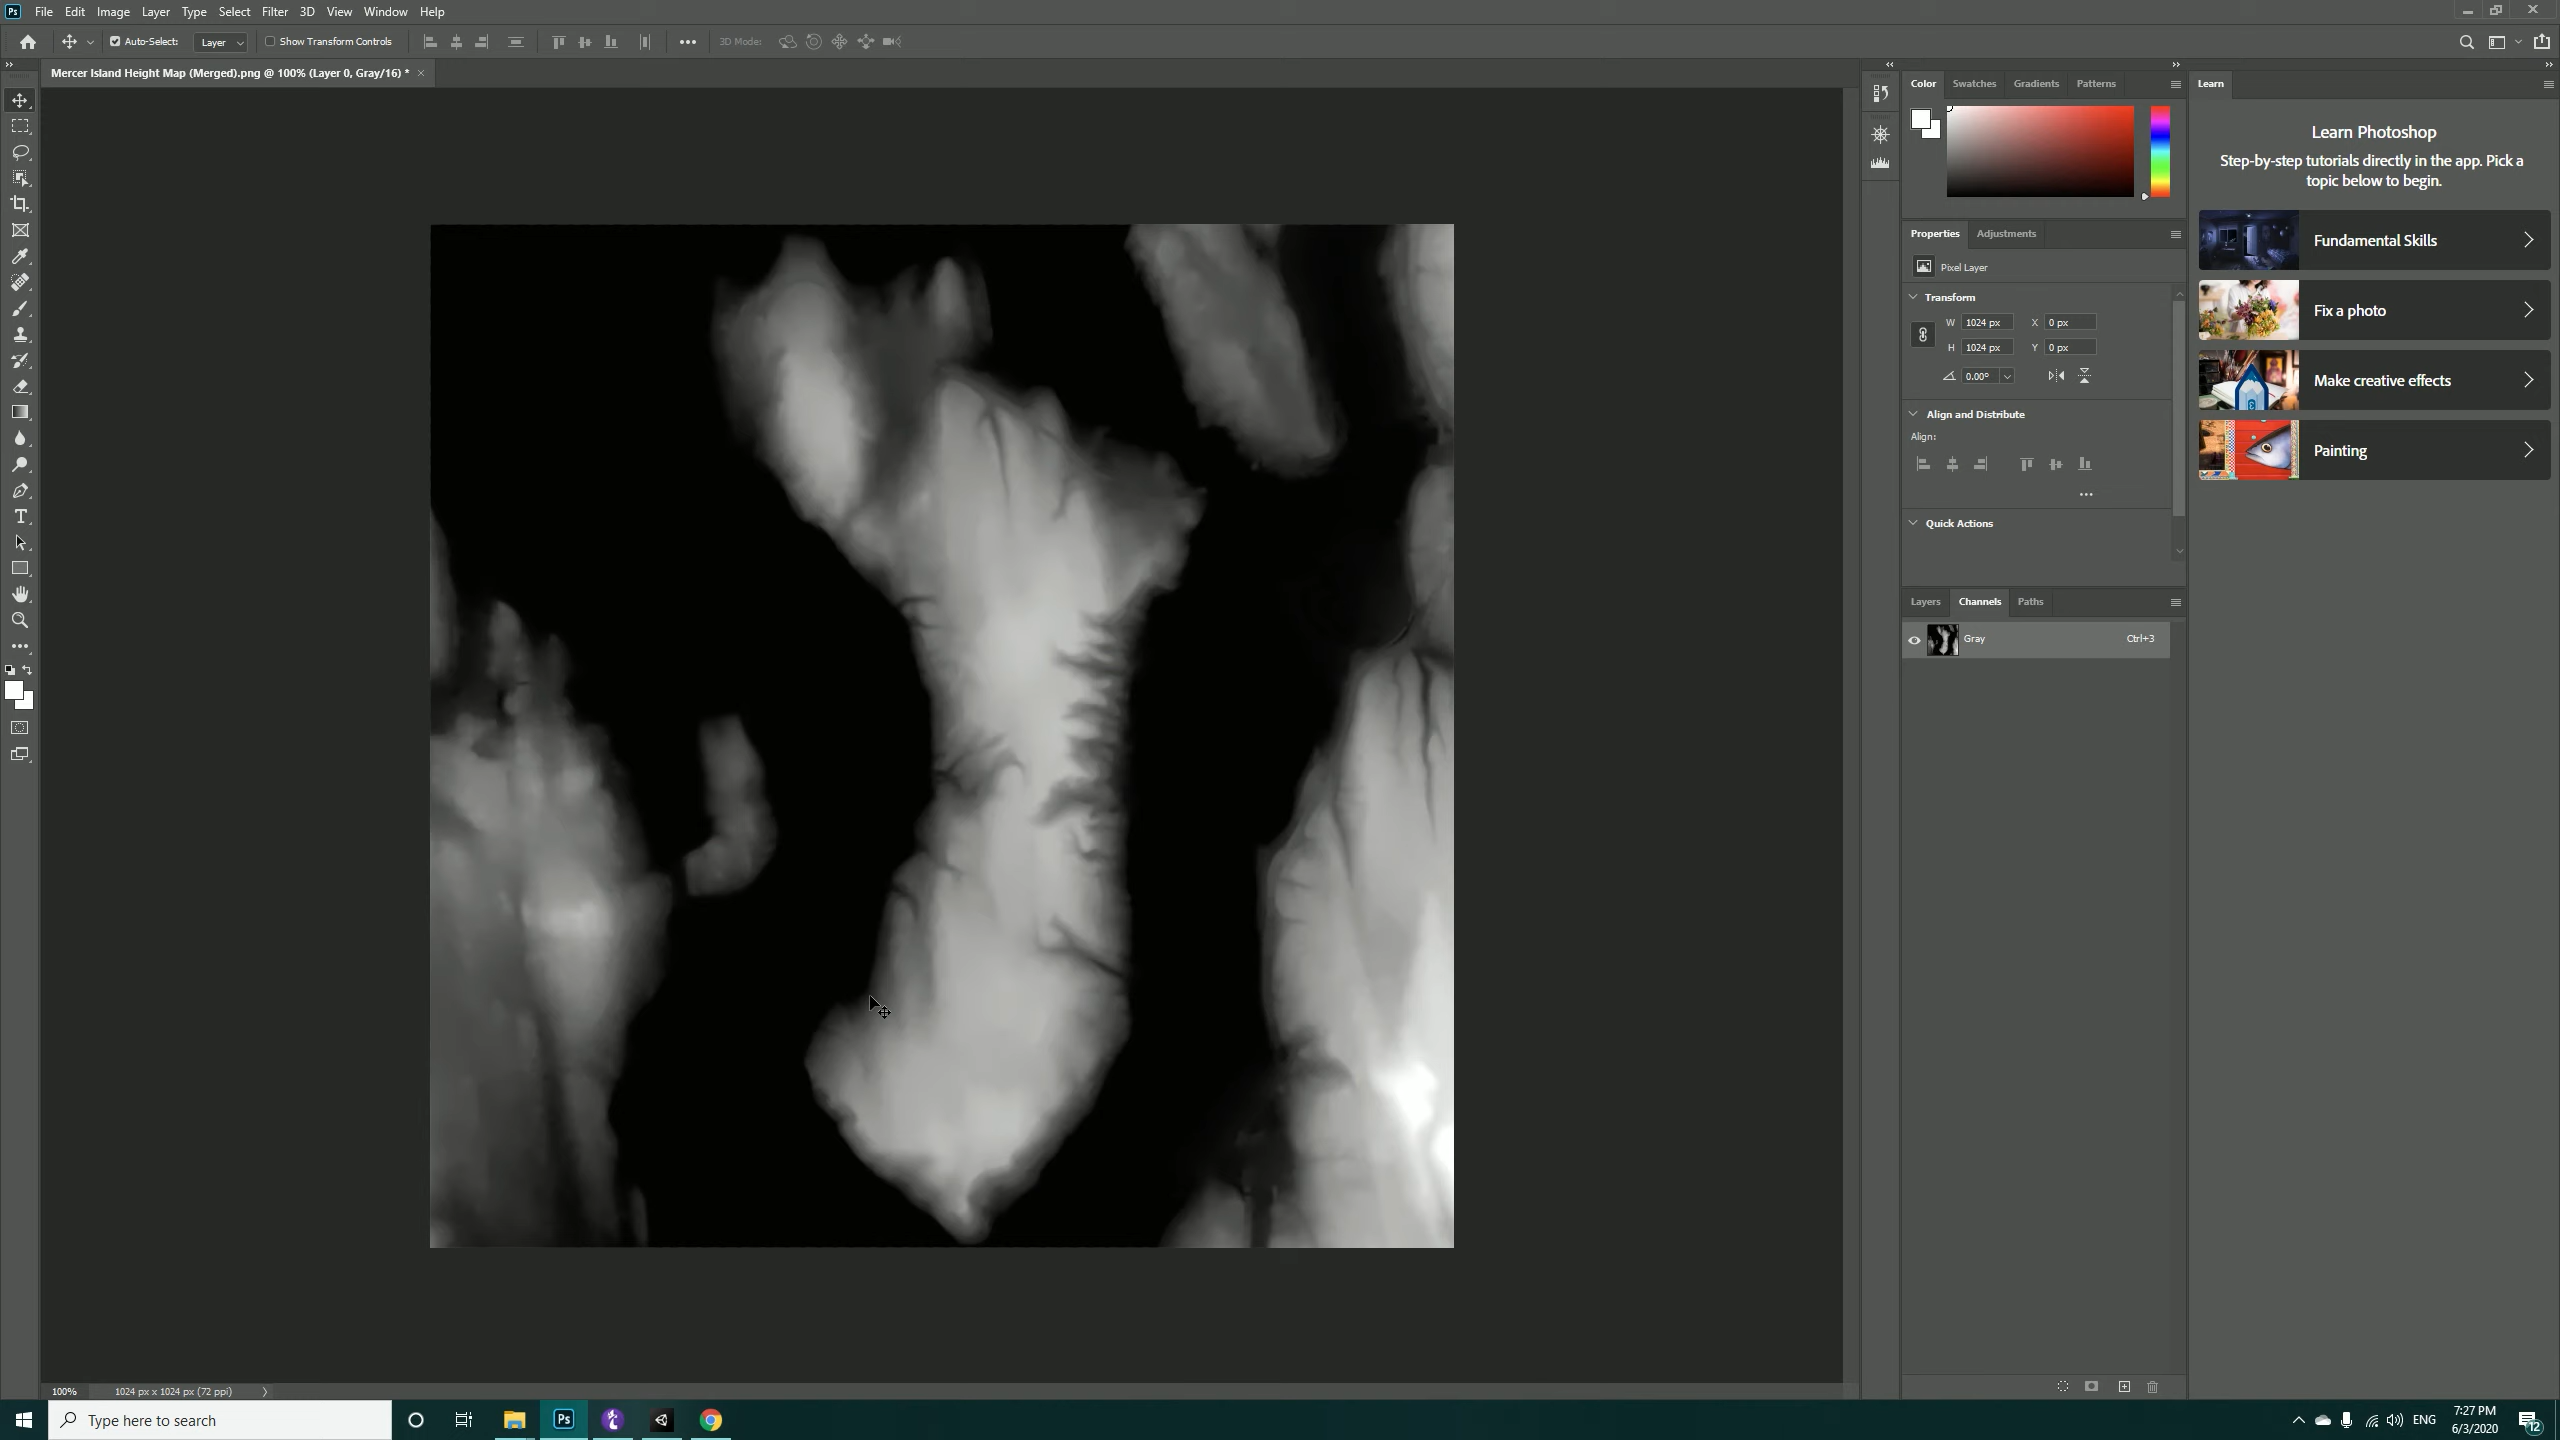 Ps File Edit Image Layer Type Select Filter 3D View Window Help
Auto-Select: Layer Show Transform Controls 3D Mode:
Mercer Island Height Map (Merged).png @ 100% (Layer 0, Gray/16) * ×
Color Swatches Gradients Patterns
Properties Adjustments
Pixel Layer
Transform
W 1024 px X 0 px
H 1024 px Y 0 px
0.00°
Align and Distribute
Align:
Quick Actions
Layers Channels Paths
Gray Ctrl+3
Learn
Learn Photoshop
Step-by-step tutorials directly in the app. Pick a
topic below to begin.
Fundamental Skills
Fix a photo
Make creative effects
Painting
100% 1024 px x 1024 px (72 ppi)
Type here to search
Ps
ENG
7:27 PM
6/3/2020
12